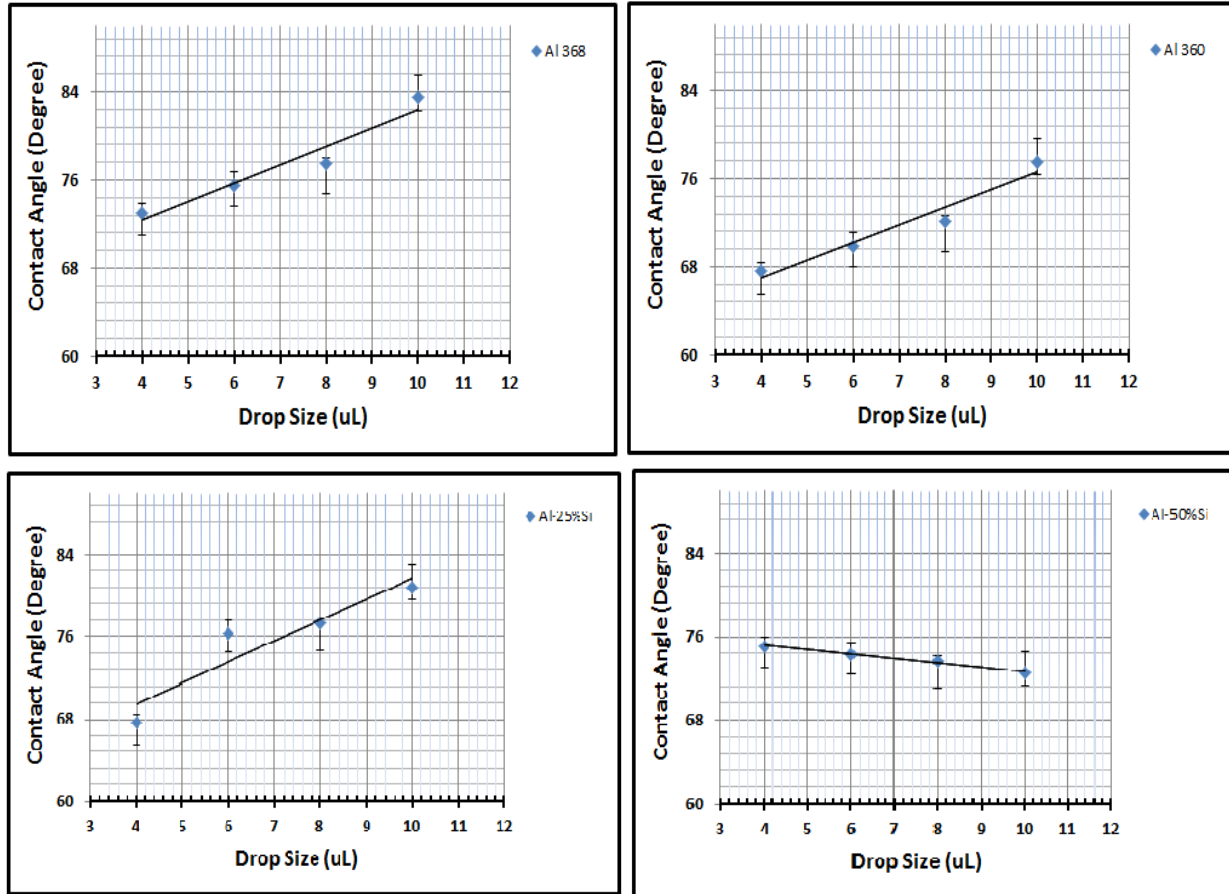 Al 368
Contact Angle (Degree)
84
76
68
60
3 4 5 6 7 8 9 10 11 12
Drop Size (uL)
Al 360
Contact Angle (Degree)
84
76
68
60
3 4 5 6 7 8 9 10 11 12
Drop Size (uL)
Al-25%Si
Contact Angle (Degree)
84
76
68
60
3 4 5 6 7 8 9 10 11 12
Drop Size (uL)
Al-50%Si
Contact Angle (Degree)
84
76
68
60
3 4 5 6 7 8 9 10 11 12
Drop Size (uL)